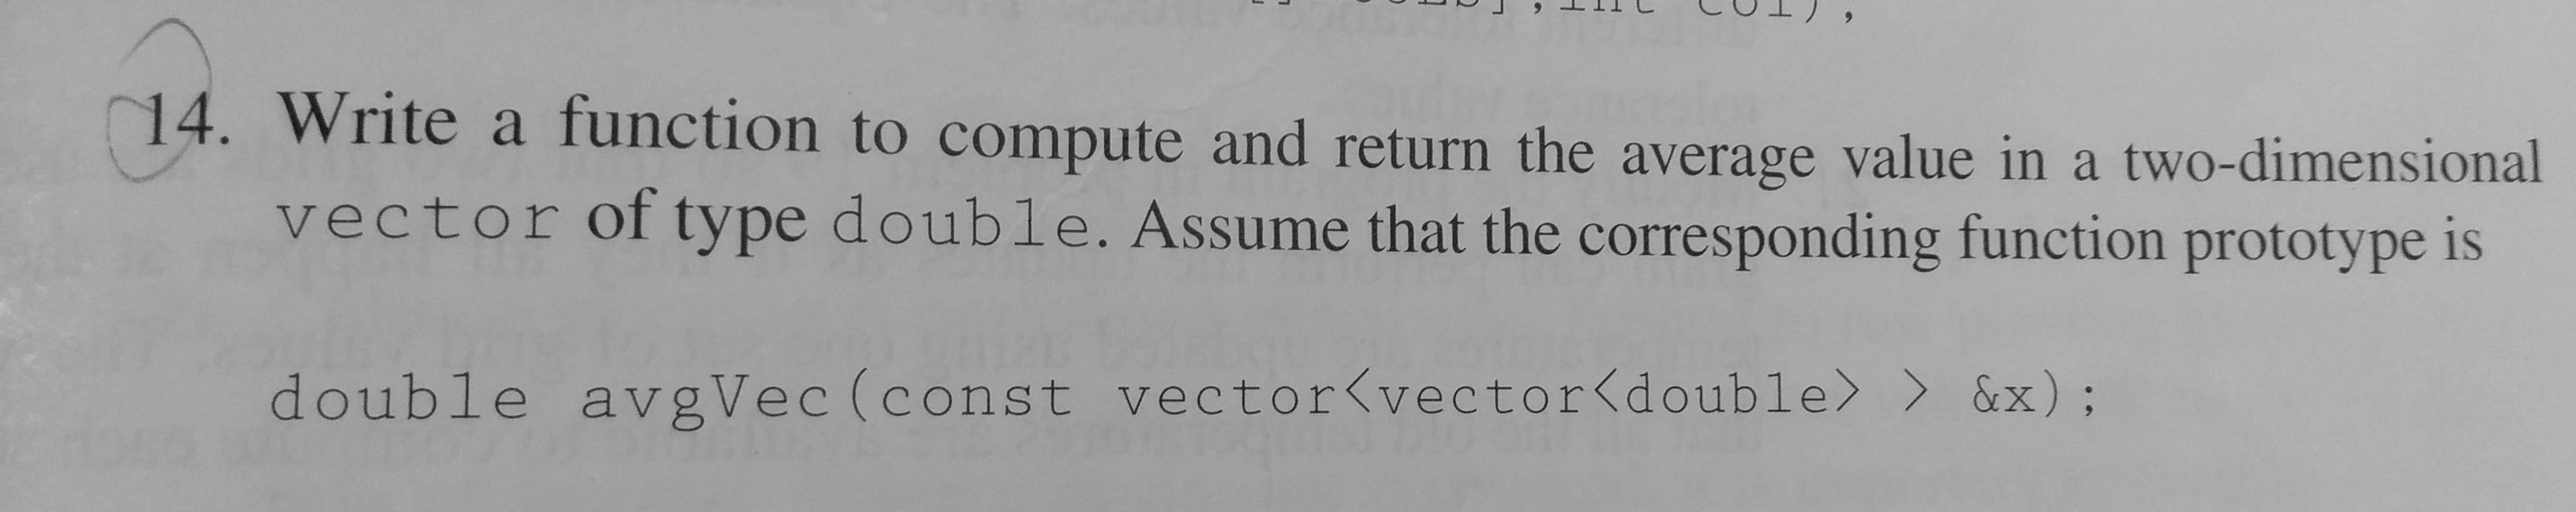 14. Write a function to compute and return the average value in a two-dimensional
vector of type double. Assume that the corresponding function prototype is
double avgVec(const vector<vector<double> > &x);